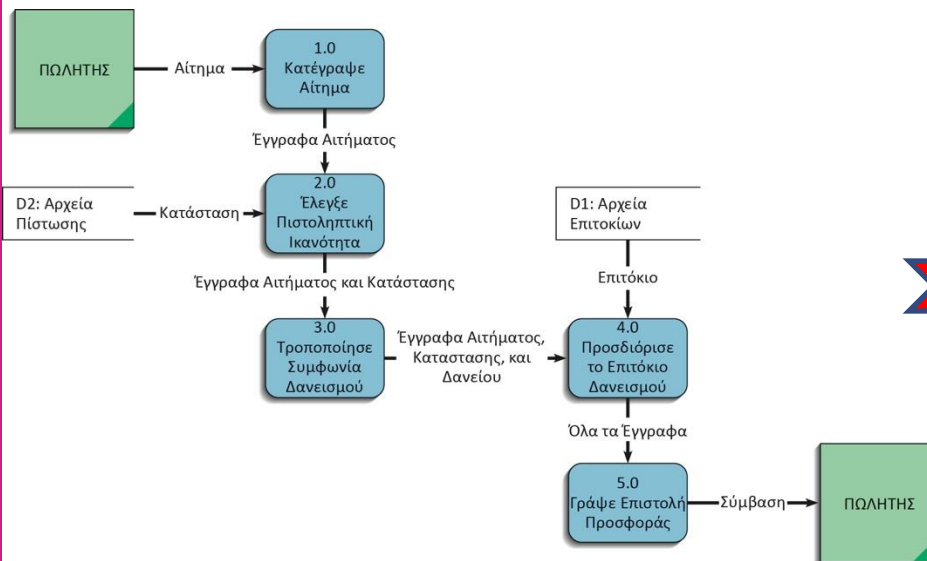 ΠΩΛΗΤΗΣ
Αίτημα
1.0
Κατέγραψε
Αίτημα
Έγγραφα Αιτήματος
D2: Αρχεία
Πίστωσης
Κατάσταση
2.0
Έλεγξε
Πιστοληπτική
Ικανότητα
D1: Αρχεία
Επιτοκίων
Έγγραφα Αιτήματος και Κατάστασης
Επιτόκιο
3.0
Τροποποίησε
Συμφωνία
Δανεισμού
Έγγραφα Αιτήματος,
Καταστασης, και
Δανείου
4.0
Προσδιόρισε
το Επιτόκιο
Δανεισμού
Όλα τα Έγγραφα
5.0
Γράψε Επιστολή
Προσφοράς
Σύμβαση
ΠΩΛΗΤΗΣ